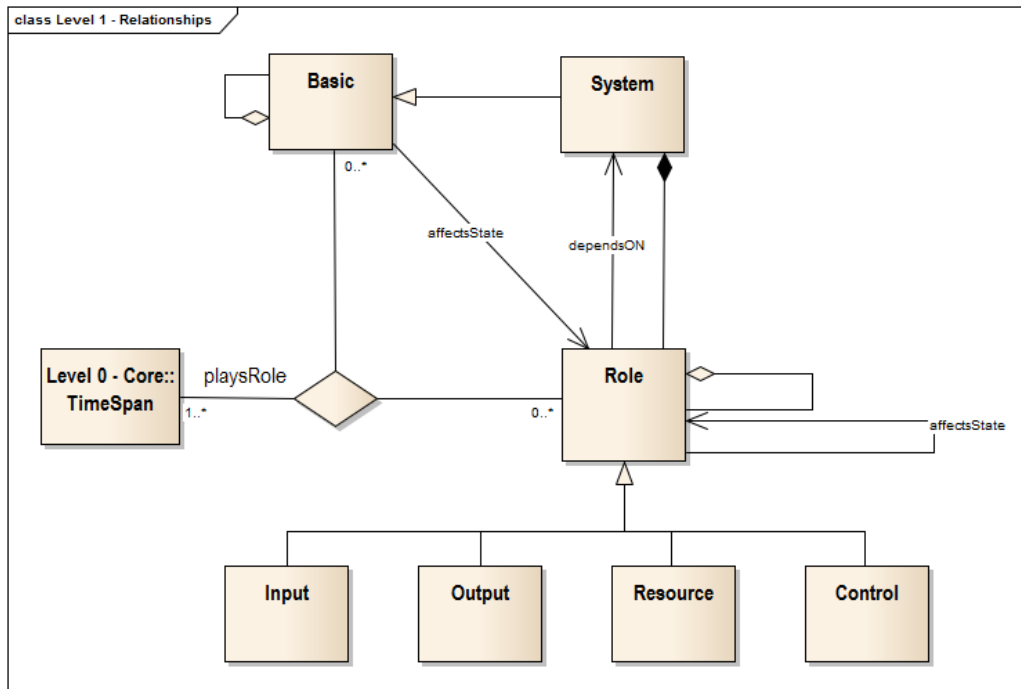 class Level 1 - Relationships
Basic
System
0..*
affectsState
dependsON
Level 0 - Core::
TimeSpan
playsRole
1..*
0..*
Role
affectsState
Input
Output
Resource
Control